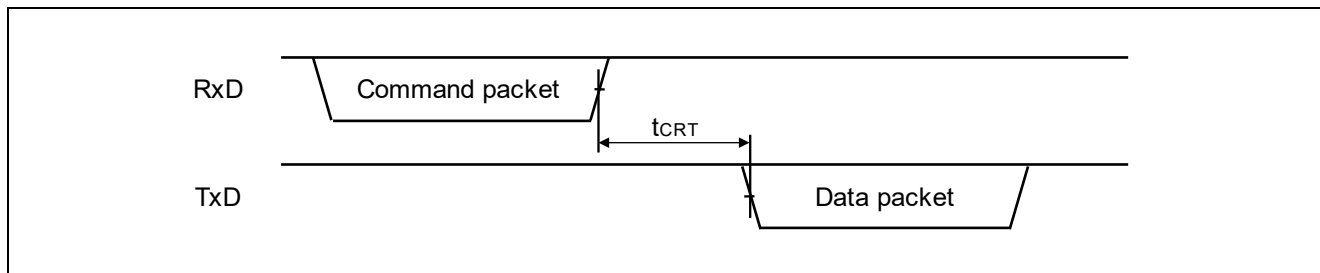 RxD
Command packet
tCRT
TxD
Data packet